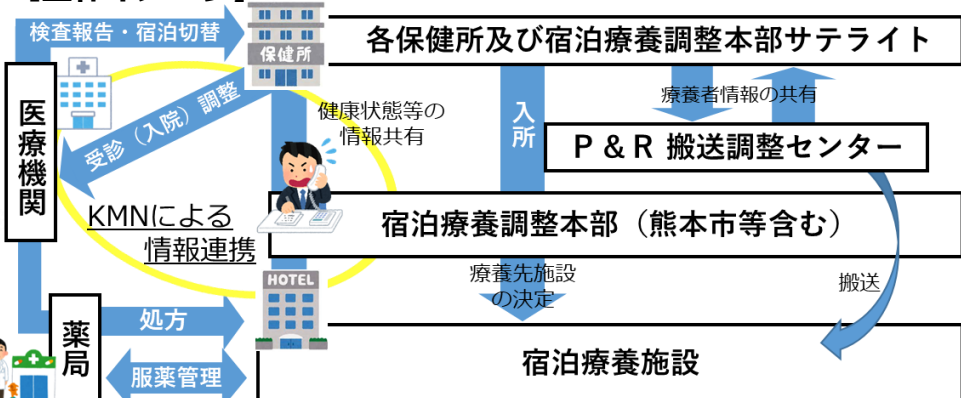 検査報告・宿泊切替
保健所
各保健所及び宿泊療養調整本部サテライト
医療機関
受診（入院）調整
健康状態等の
情報共有
入所
療養者情報の共有
P & R 搬送調整センター
KMNによる
情報連携
宿泊療養調整本部（熊本市等含む）
HOTEL
療養先施設
の決定
搬送
薬局
処方
服薬管理
宿泊療養施設